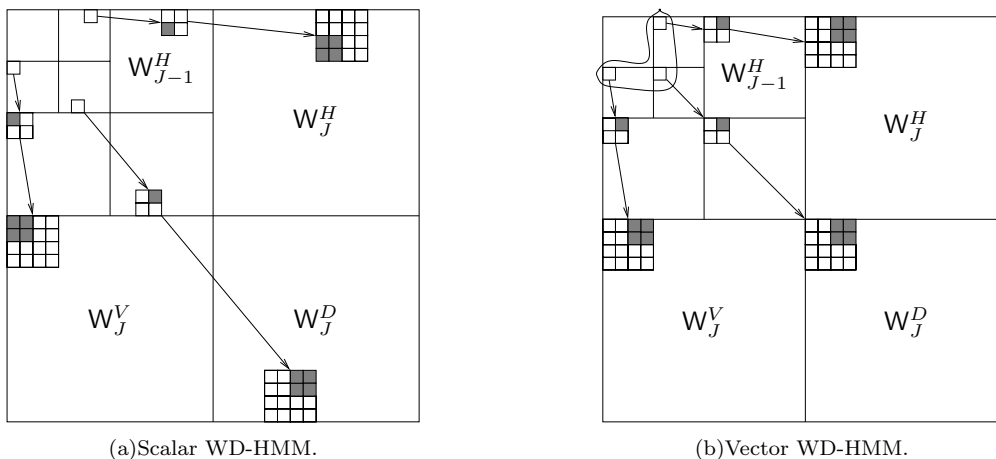 W^H_{J-1}
W^H_J
W^V_J
W^D_J
(a)Scalar WD-HMM.
W^H_{J-1}
W^H_J
W^V_J
W^D_J
(b)Vector WD-HMM.